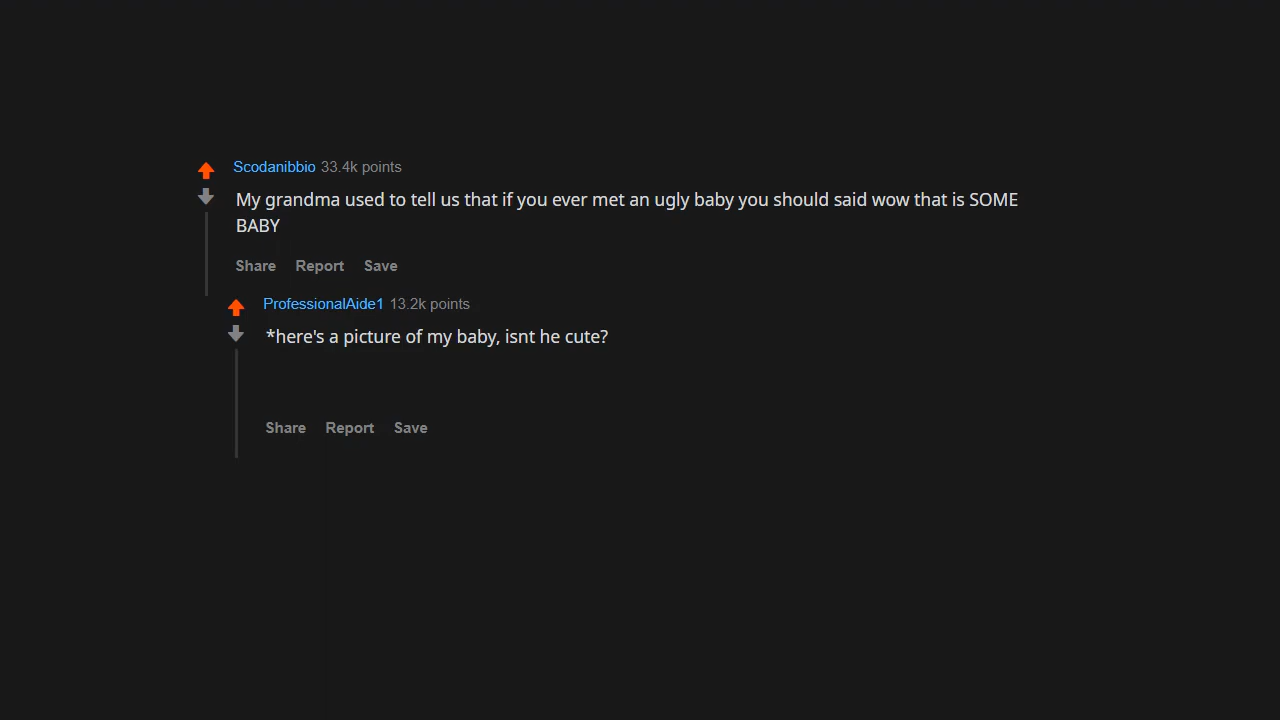 Scodanibbio 33.4k points
My grandma used to tell us that if you ever met an ugly baby you should said wow that is SOME
BABY
Share Report Save
ProfessionalAide1 13.2k points
*here's a picture of my baby, isnt he cute?
Share Report Save